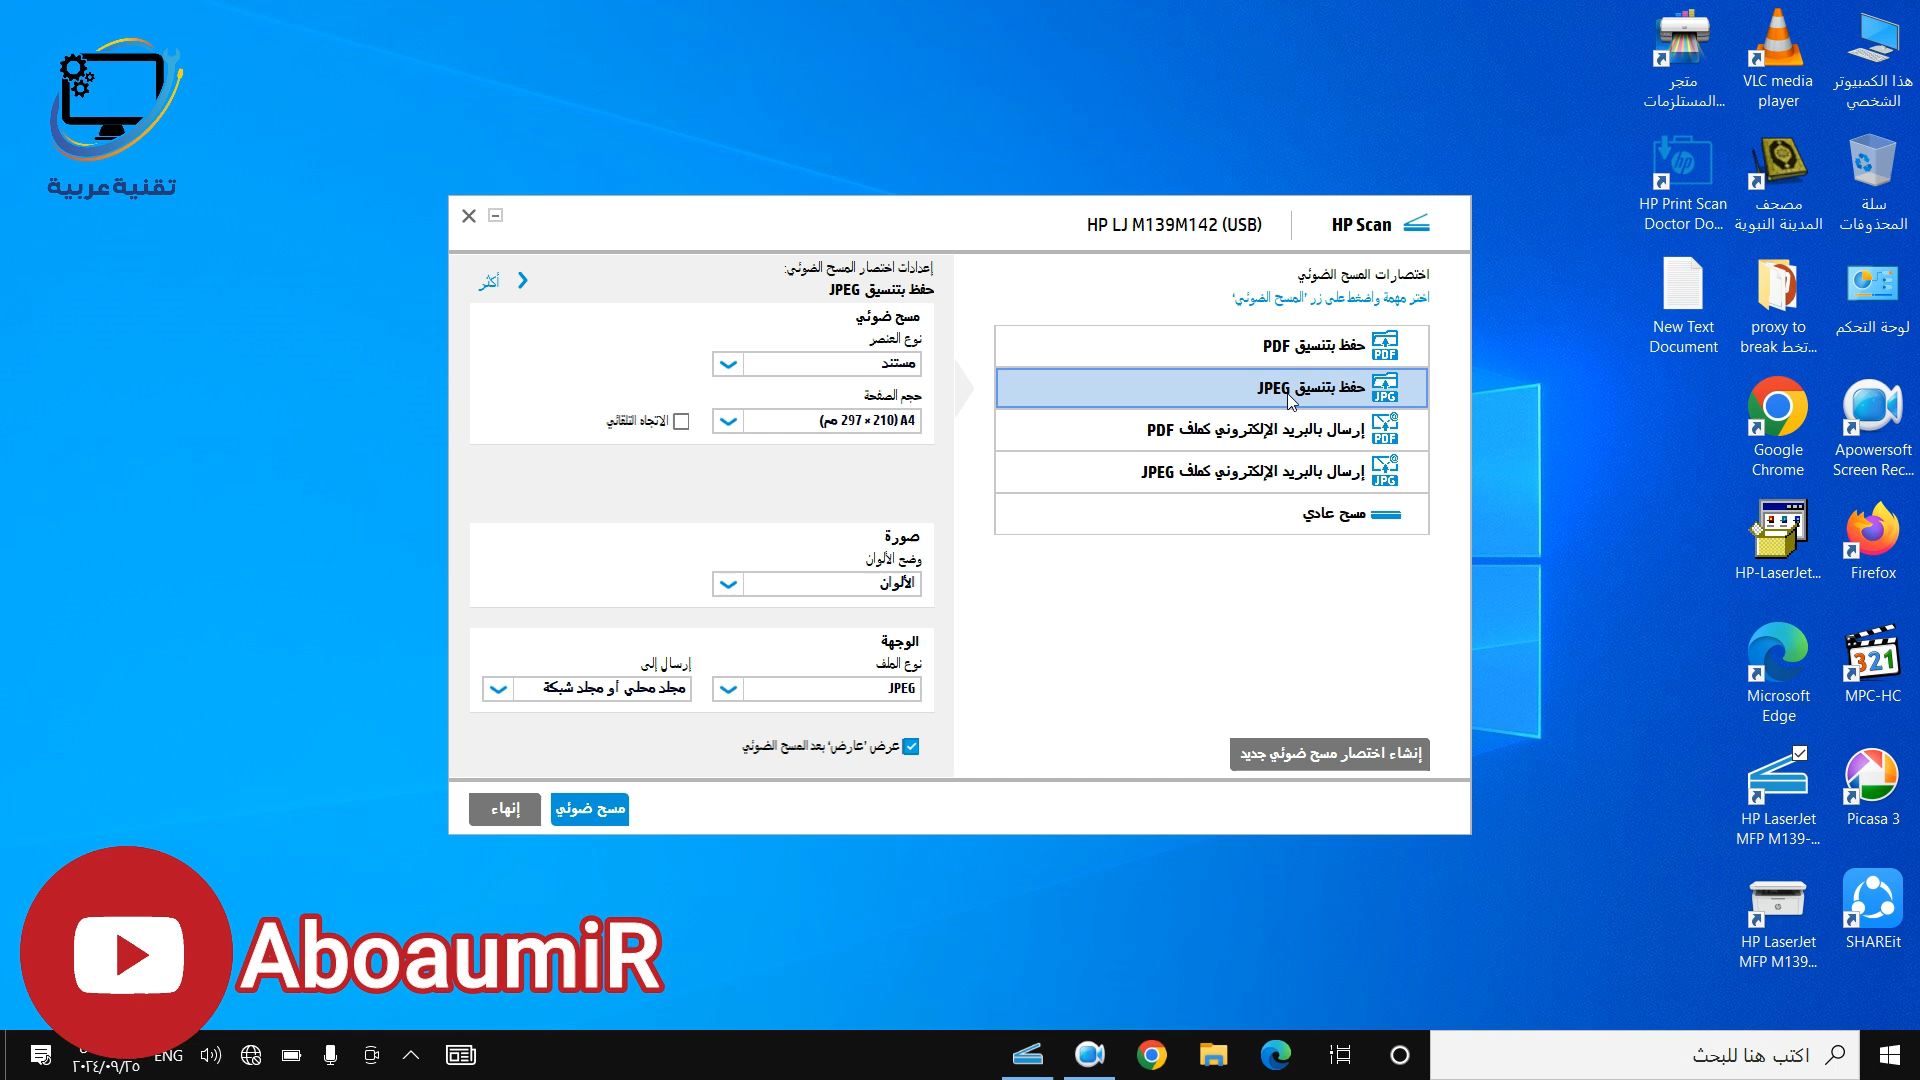 تقنية عربية
HP LJ M139M142 (USB)
HP Scan
اختصارات المسح الضوئي
اختر مهمة واضغط على زر 'المسح الضوئي'
حفظ بتنسيق PDF
حفظ بتنسيق JPEG
إرسال بالبريد الإلكتروني كملف PDF
إرسال بالبريد الإلكتروني كملف JPEG
مسح عادي
إنشاء اختصار مسح ضوئي جديد
إعدادات اختصار المسح الضوئي:
حفظ بتنسيق JPEG
أكثر
مسح ضوئي
نوع العنصر
مستند
حجم الصفحة
A4 (210 × 297 مم)
الاتجاه التلقائي
صورة
وضع الألوان
الألوان
الوجهة
نوع الملف
إرسال إلى
JPEG
مجلد محلي أو مجلد شبكة
عرض 'عارض' بعد المسح الضوئي
مسح ضوئي
إنهاء
هذا الكمبيوتر
الشخصي
VLC media
player
متجر
المستلزمات...
سلة
المحذوفات
مصحف
المدينة النبوية
HP Print Scan
Doctor Do...
لوحة التحكم
proxy to
break تخط...
New Text
Document
Apowersoft
Screen Rec...
Google
Chrome
Firefox
HP-LaserJet...
MPC-HC
Microsoft
Edge
Picasa 3
HP LaserJet
MFP M139-...
SHAREit
HP LaserJet
MFP M139...
AboaumiR
اكتب هنا للبحث
ENG
٢٠٢٤/٠٩/٢٥